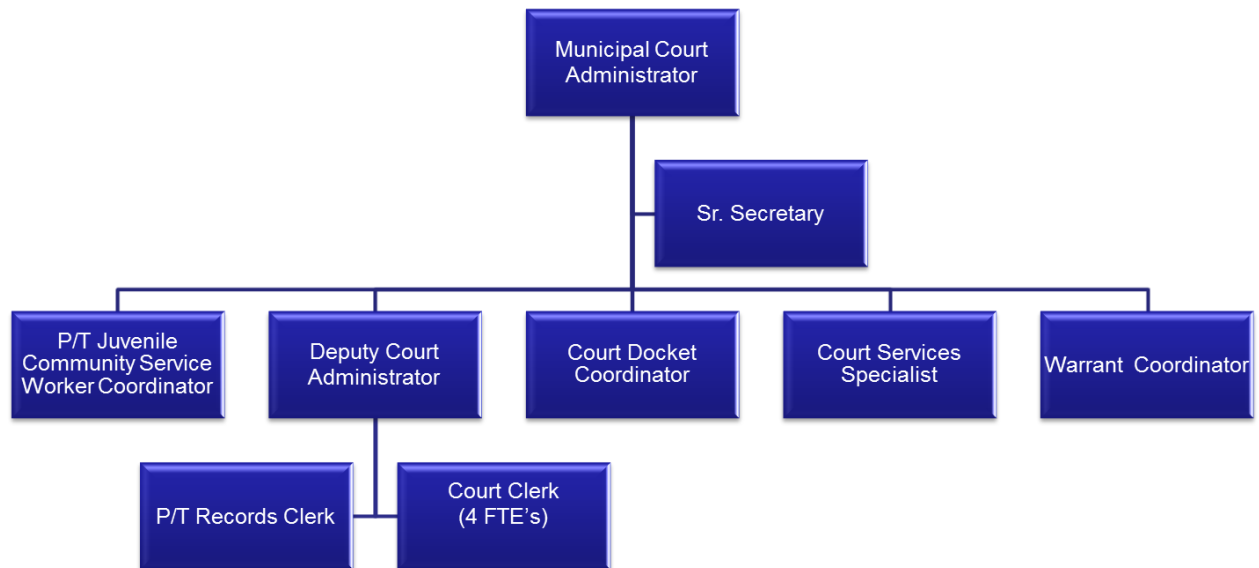 Municipal Court
Administrator
Sr. Secretary
P/T Juvenile
Community Service
Worker Coordinator
Deputy Court
Administrator
Court Docket
Coordinator
Court Services
Specialist
Warrant Coordinator
P/T Records Clerk
Court Clerk
(4 FTE’s)